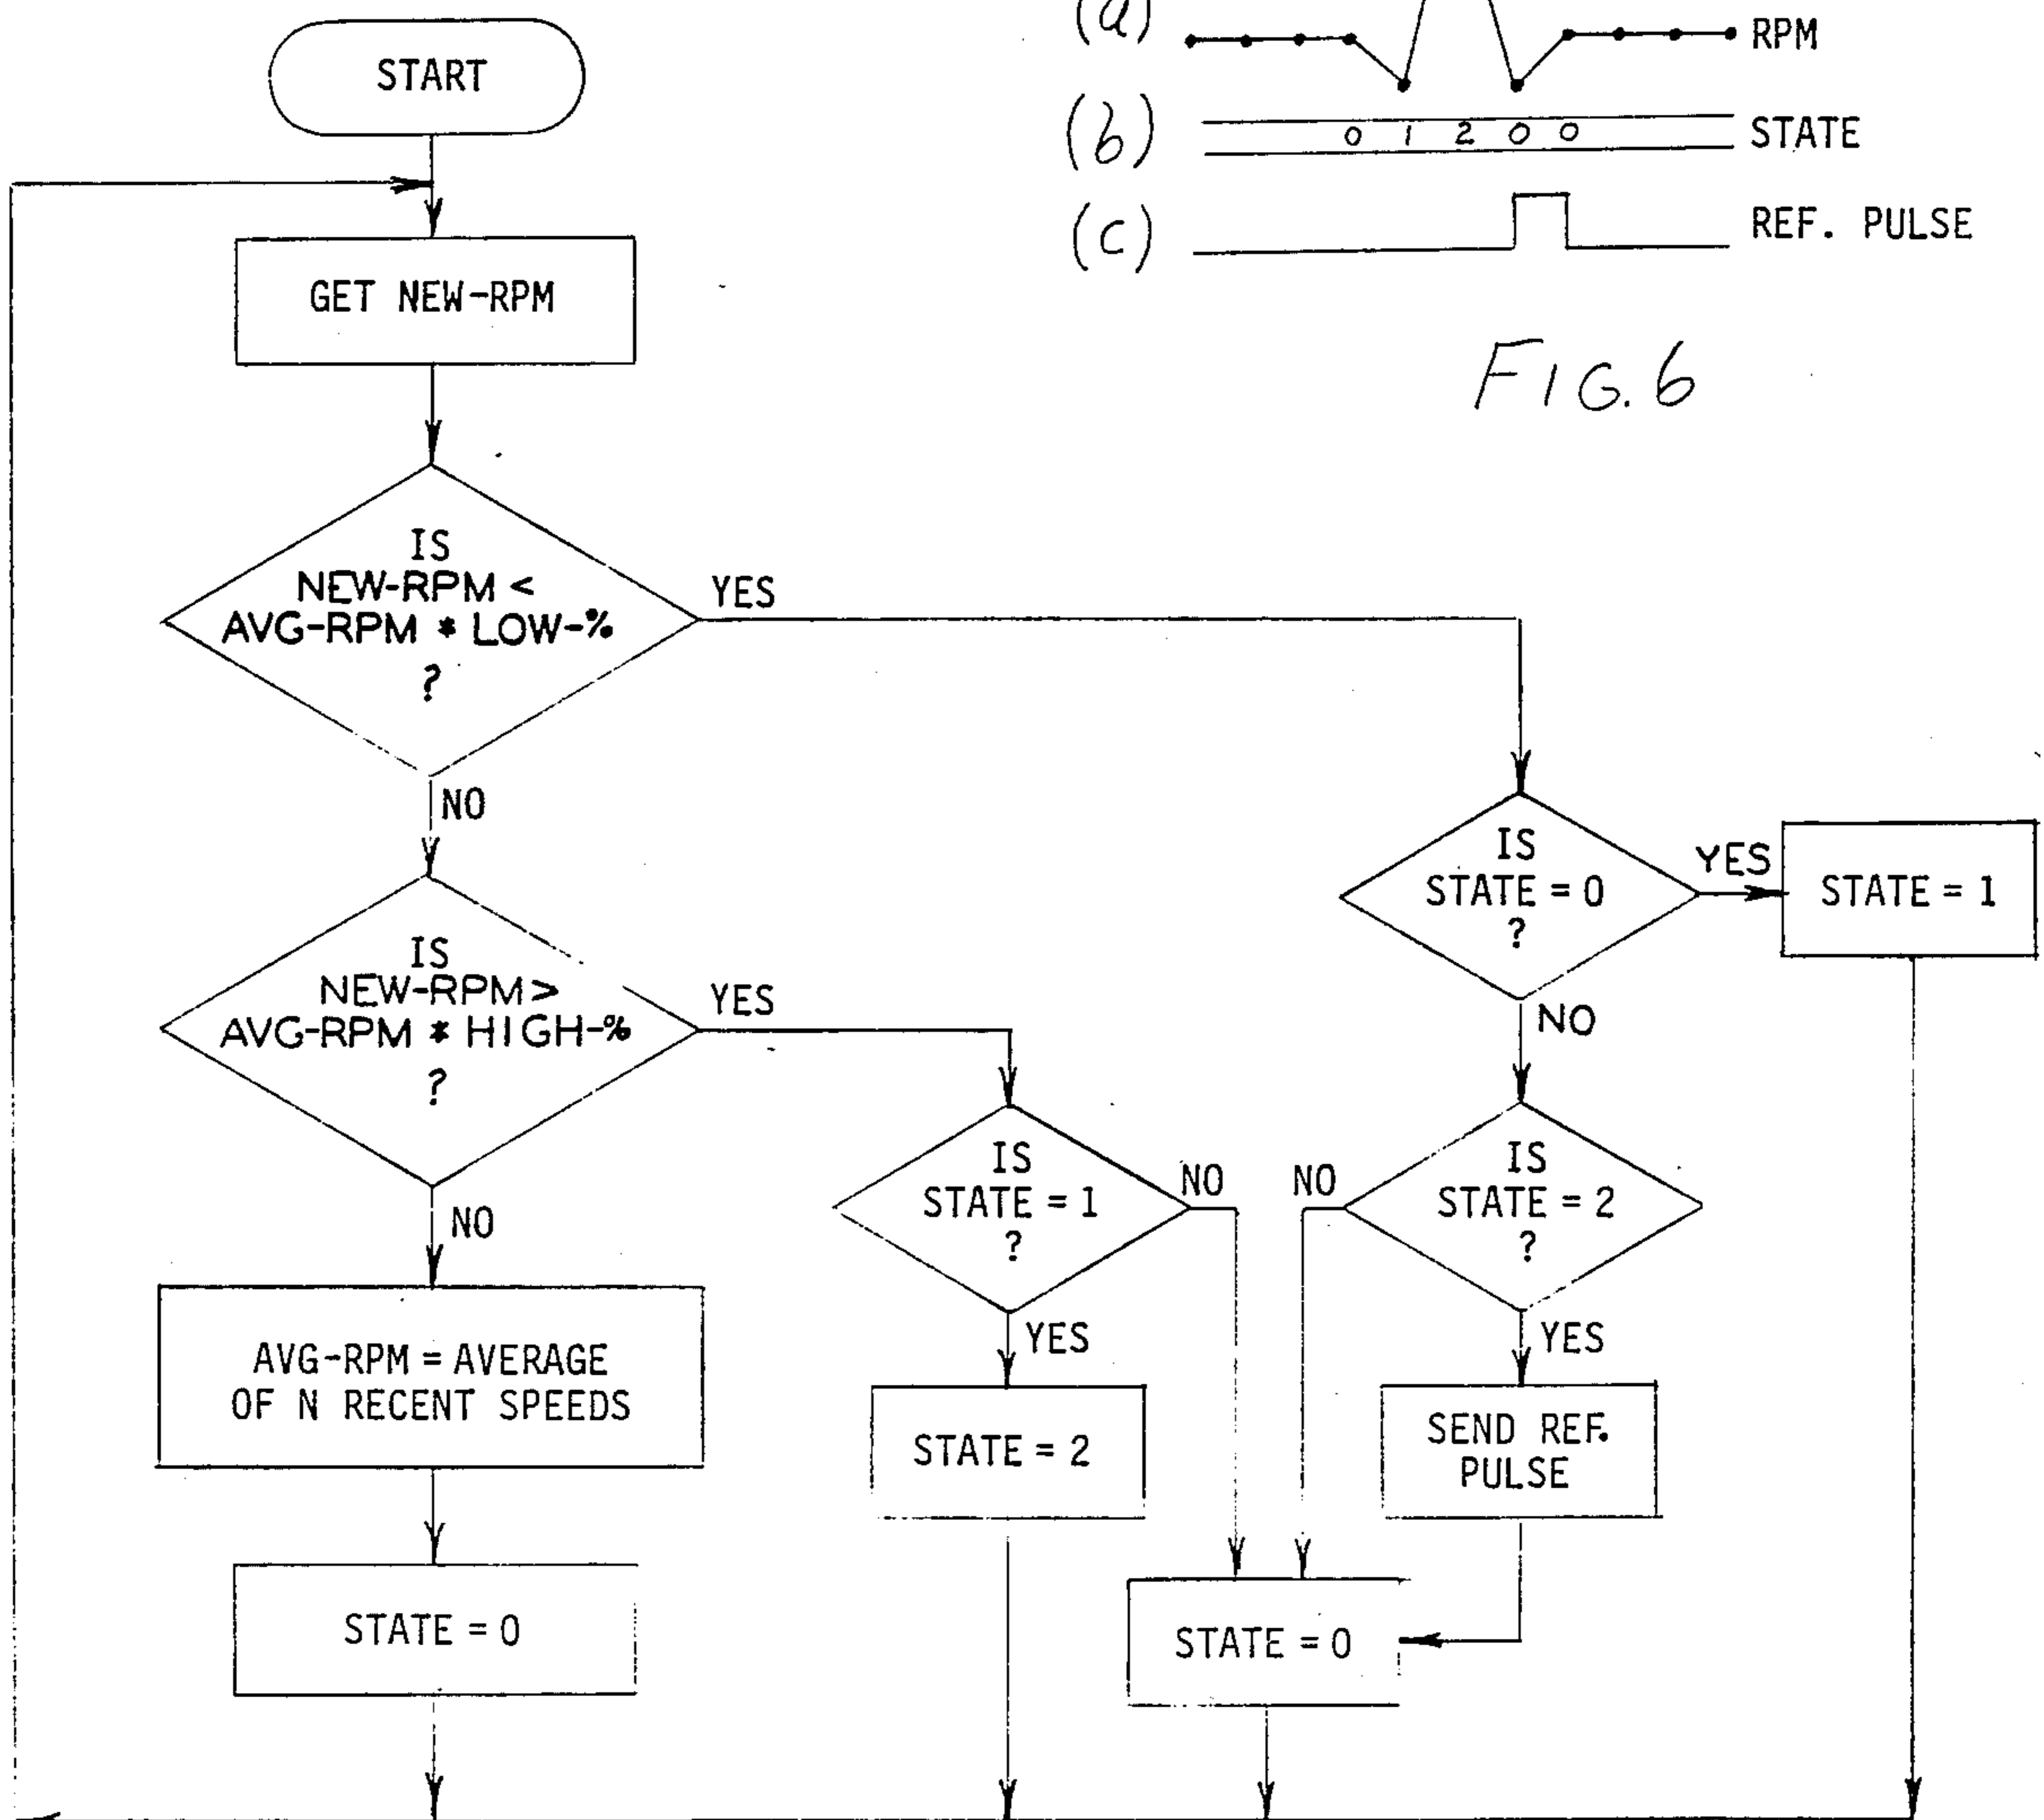 START
GET NEW-RPM
IS
NEW-RPM <
AVG-RPM * LOW-%
?
YES
NO
IS
NEW-RPM >
AVG-RPM * HIGH-%
?
YES
NO
AVG-RPM = AVERAGE
OF N RECENT SPEEDS
STATE = 0
IS
STATE = 1
?
NO
YES
STATE = 2
IS
STATE = 0
?
YES
STATE = 1
NO
IS
STATE = 2
?
NO
YES
SEND REF.
PULSE
STATE = 0
(a)
RPM
(b)
0 1 2 0 0
STATE
(c)
REF. PULSE
FIG. 6